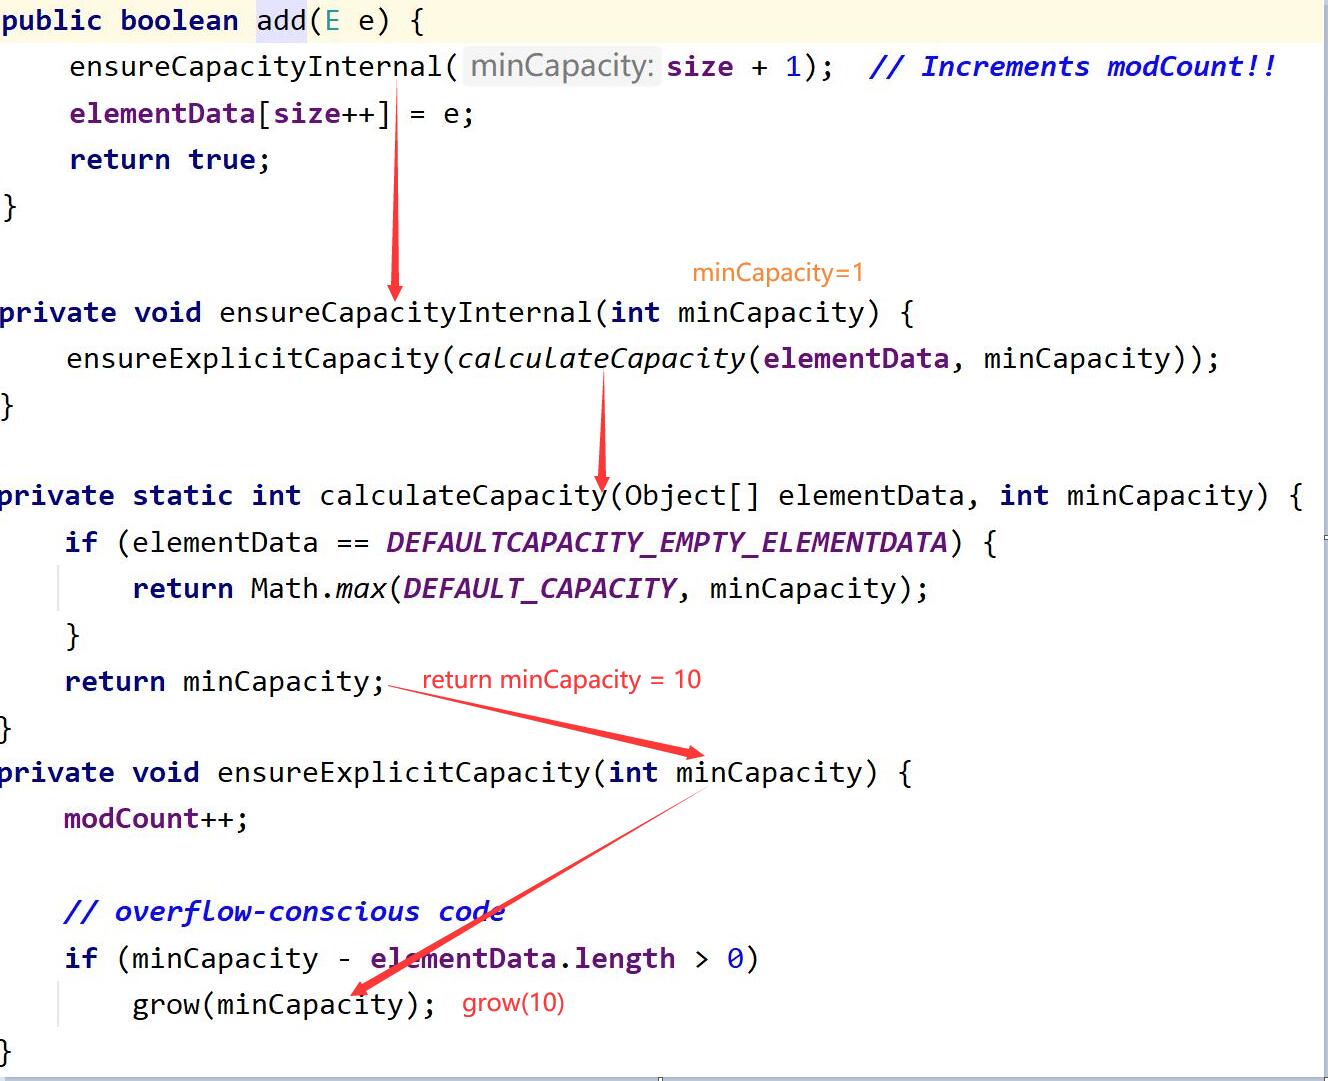 public boolean add(E e) {
ensureCapacityInternal( minCapacity: size + 1);  // Increments modCount!!
elementData[size++] = e;
return true;
}
minCapacity=1
private void ensureCapacityInternal(int minCapacity) {
ensureExplicitCapacity(calculateCapacity(elementData, minCapacity));
}
private static int calculateCapacity(Object[] elementData, int minCapacity) {
if (elementData == DEFAULTCAPACITY_EMPTY_ELEMENTDATA) {
return Math.max(DEFAULT_CAPACITY, minCapacity);
}
return minCapacity; return minCapacity = 10
}
private void ensureExplicitCapacity(int minCapacity) {
modCount++;
// overflow-conscious code
if (minCapacity - elementData.length > 0)
grow(minCapacity); grow(10)
}